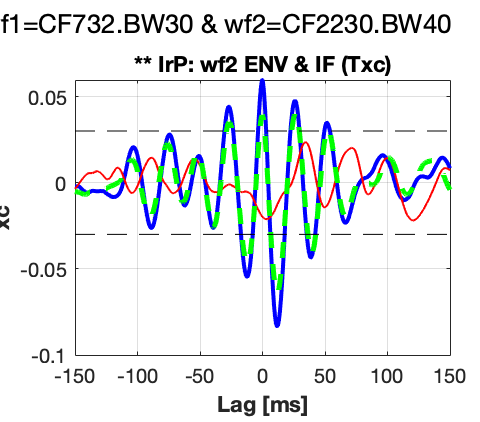 f1=CF732.BW30 & wf2=CF2230.BW40
** IrP: wf2 ENV & IF (Txc)
0.05
0
-0.05
-0.1
xc
-150 -100 -50 0 50 100 150
Lag [ms]